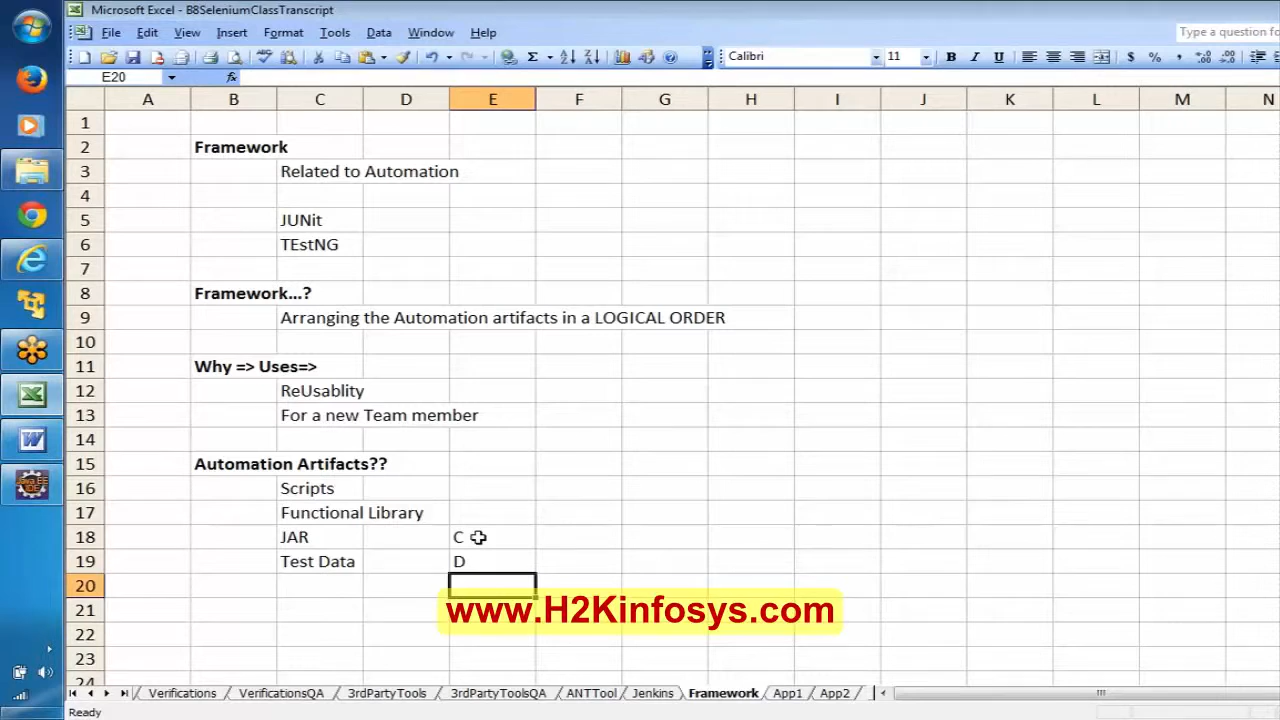 Microsoft Excel - B8SeleniumClassTranscript
File Edit View Insert Format Tools Data Window Help
Type a question fo
Calibri 11 B I U $ %
E20 fx
A B C D E F G H I J K L M N
1
2 Framework
3 Related to Automation
4
5 JUNit
6 TEstNG
7
8 Framework...?
9 Arranging the Automation artifacts in a LOGICAL ORDER
10
11 Why => Uses=>
12 ReUsablity
13 For a new Team member
14
15 Automation Artifacts??
16 Scripts
17 Functional Library
18 JAR C
19 Test Data D
20
www.H2Kinfosys.com
21
22
23
24
Verifications VerificationsQA 3rdPartyTools 3rdPartyToolsQA ANTTool Jenkins Framework App1 App2
Ready